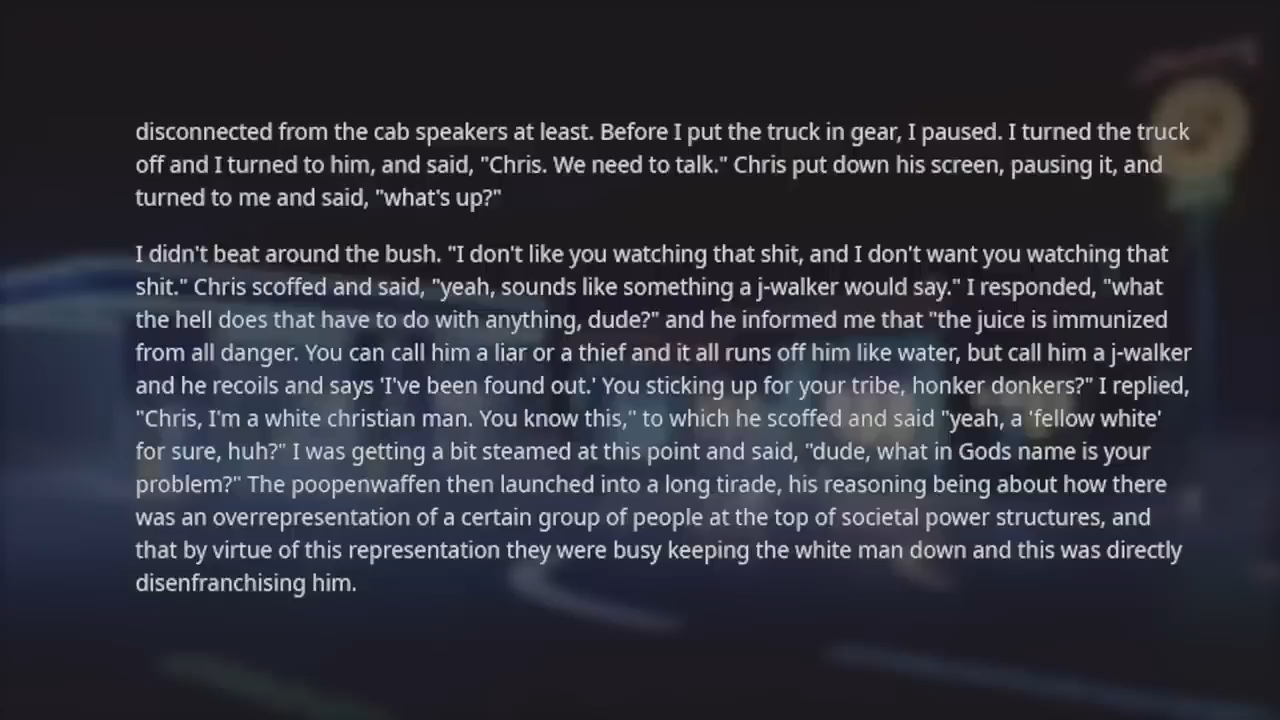 disconnected from the cab speakers at least. Before I put the truck in gear, I paused. I turned the truck
off and I turned to him, and said, "Chris. We need to talk." Chris put down his screen, pausing it, and
turned to me and said, "what's up?"
I didn't beat around the bush. "I don't like you watching that shit, and I don't want you watching that
shit." Chris scoffed and said, "yeah, sounds like something a j-walker would say." I responded, "what
the hell does that have to do with anything, dude?" and he informed me that "the juice is immunized
from all danger. You can call him a liar or a thief and it all runs off him like water, but call him a j-walker
and he recoils and says 'I've been found out.' You sticking up for your tribe, honker donkers?" I replied,
"Chris, I'm a white christian man. You know this," to which he scoffed and said "yeah, a 'fellow white'
for sure, huh?" I was getting a bit steamed at this point and said, "dude, what in Gods name is your
problem?" The poopenwaffen then launched into a long tirade, his reasoning being about how there
was an overrepresentation of a certain group of people at the top of societal power structures, and
that by virtue of this representation they were busy keeping the white man down and this was directly
disenfranchising him.